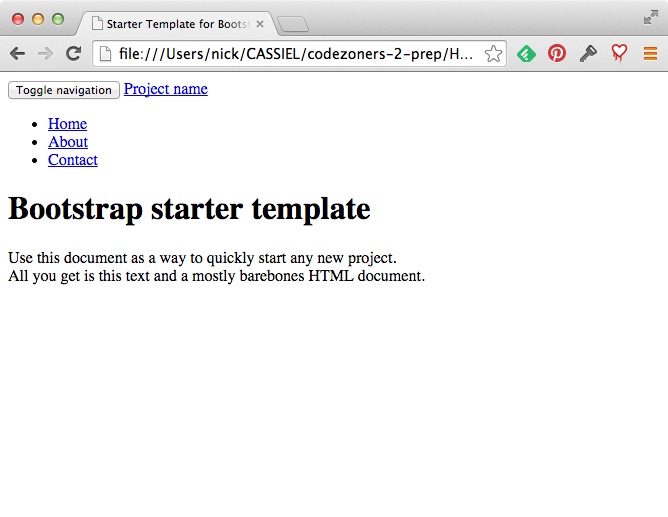 Starter Template for Boots
file:///Users/nick/CASSIEL/codezoners-2-prep/H...
Toggle navigation Project name
Home
About
Contact
Bootstrap starter template
Use this document as a way to quickly start any new project.
All you get is this text and a mostly barebones HTML document.